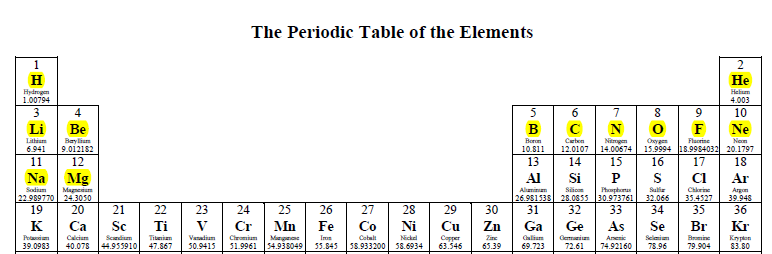 The Periodic Table of the Elements
1 2
H He
Hydrogen Helium
1.00794 4.003
3 4 5 6 7 8 9 10
Li Be B C N O F Ne
Lithium Beryllium Boron Carbon Nitrogen Oxygen Fluorine Neon
6.941 9.012182 10.811 12.0107 14.00674 15.9994 18.9984032 20.1797
11 12 13 14 15 16 17 18
Na Mg Al Si P S Cl Ar
Sodium Magnesium Aluminum Silicon Phosphorus Sulfur Chlorine Argon
22.989770 24.3050 26.981538 28.0855 30.973761 32.066 35.4527 39.948
19 20 21 22 23 24 25 26 27 28 29 30 31 32 33 34 35 36
K Ca Sc Ti V Cr Mn Fe Co Ni Cu Zn Ga Ge As Se Br Kr
Potassium Calcium Scandium Titanium Vanadium Chromium Manganese Iron Cobalt Nickel Copper Zinc Gallium Germanium Arsenic Selenium Bromine Krypton
39.0983 40.078 44.955910 47.867 50.9415 51.9961 54.938049 55.845 58.933200 58.6934 63.546 65.39 69.723 72.61 74.92160 78.96 79.904 83.80